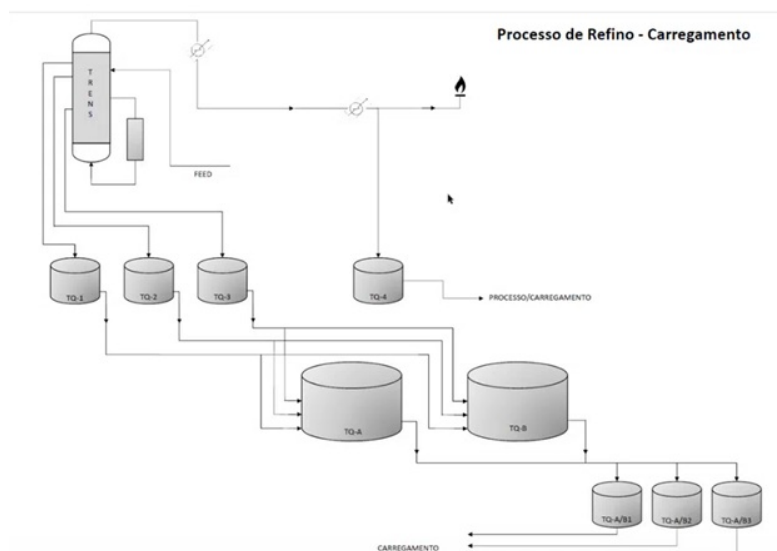 Processo de Refino - Carregamento
TRENS
FEED
TQ-1
TQ-2
TQ-3
TQ-4
PROCESSO/CARREGAMENTO
TQ-A
TQ-B
TQ-A/B1
TQ-A/B2
TQ-A/B3
CARREGAMENTO